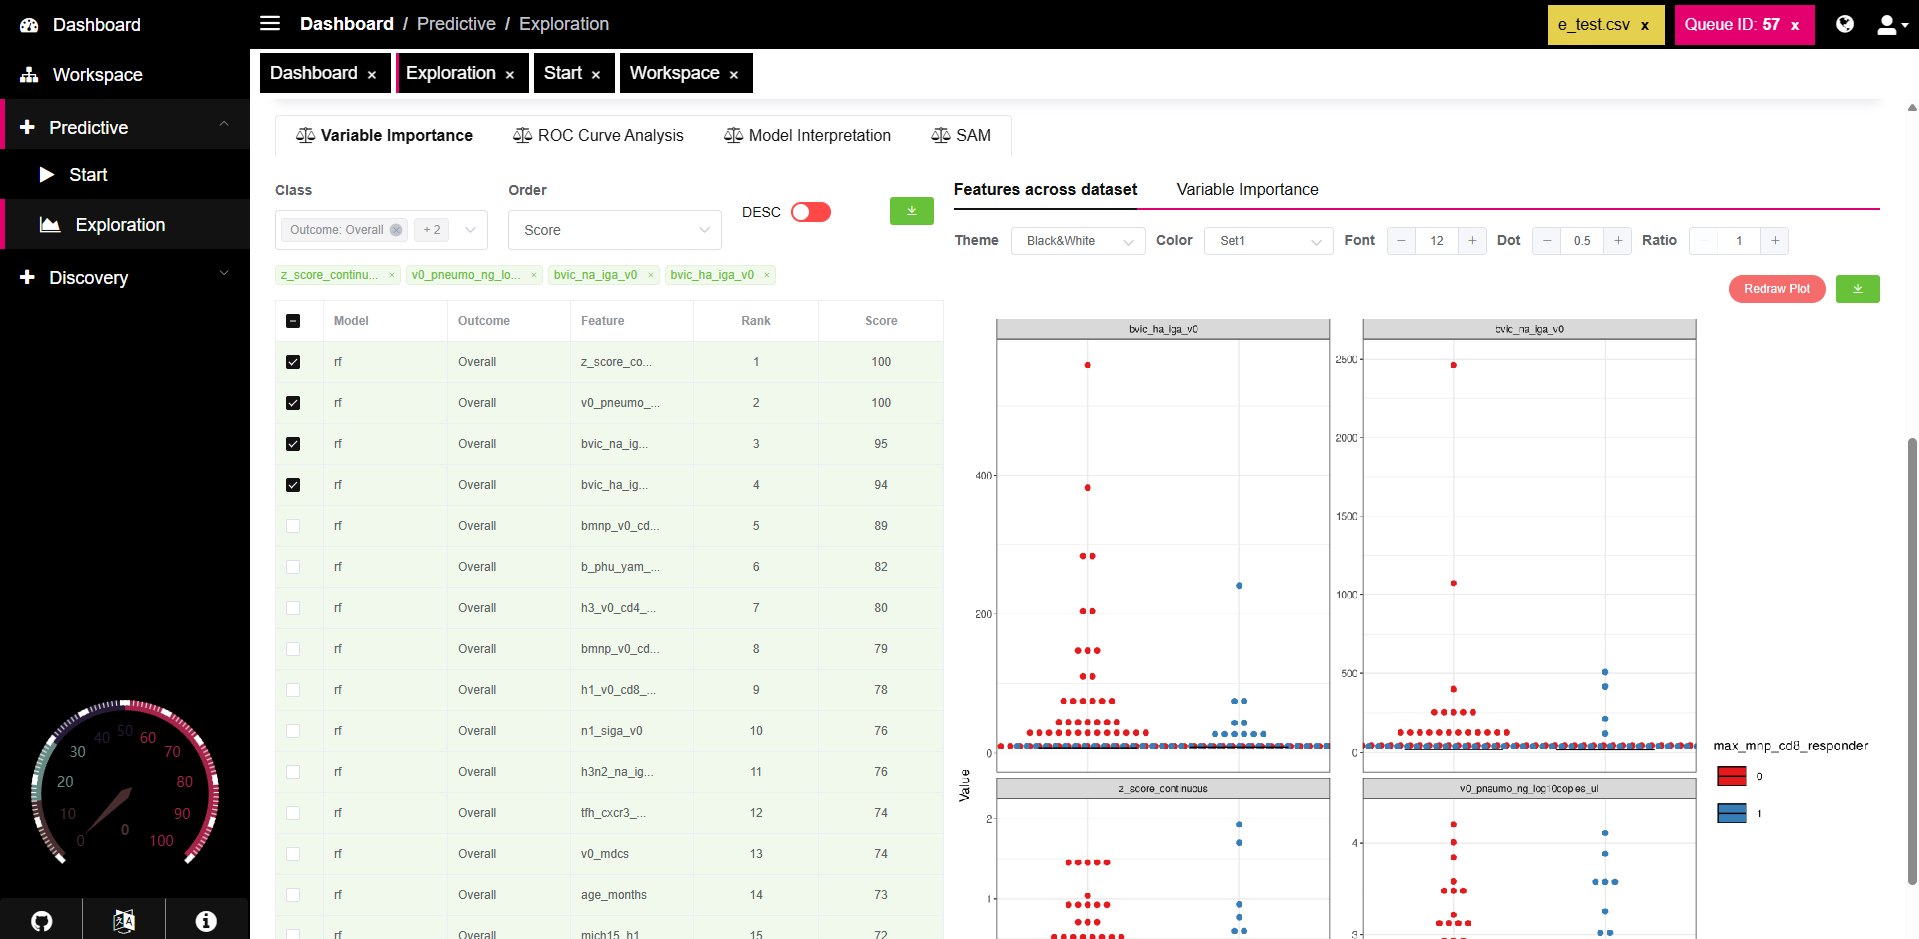 Dashboard
Workspace
Predictive
Start
Exploration
Discovery
0 10 20 30 40 50 60 70 80 90 100
0
Dashboard / Predictive / Exploration
e_test.csv x
Queue ID: 57 x
Dashboard × Exploration × Start × Workspace ×
Variable Importance ROC Curve Analysis Model Interpretation SAM
Class Order
Outcome: Overall + 2
Score
DESC
z_score_continu... × v0_pneumo_ng_lo... × bvic_na_iga_v0 × bvic_ha_iga_v0 ×
Model Outcome Feature Rank Score
rf Overall z_score_co... 1 100
rf Overall v0_pneumo_... 2 100
rf Overall bvic_na_ig... 3 95
rf Overall bvic_ha_ig... 4 94
rf Overall bmnp_v0_cd... 5 89
rf Overall b_phu_yam_... 6 82
rf Overall h3_v0_cd4_... 7 80
rf Overall bmnp_v0_cd... 8 79
rf Overall h1_v0_cd8_... 9 78
rf Overall n1_siga_v0 10 76
rf Overall h3n2_na_ig... 11 76
rf Overall tfh_cxcr3_... 12 74
rf Overall v0_mdcs 13 74
rf Overall age_months 14 73
rf Overall mich15_h1_ 15 72
Features across dataset Variable Importance
Theme Black&White Color Set1 Font − 12 + Dot − 0.5 + Ratio − 1 +
Redraw Plot
bvic_ha_iga_v0
400
200
0
bvic_na_iga_v0
2500
2000
1500
1000
500
0
z_score_continuous
2
1
v0_pneumo_ng_log10copies_ul
4
3
Value
max_mnp_cd8_responder
0
1